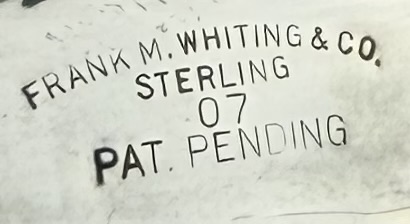 FRANK M. WHITING & CO.
STERLING
07
PAT. PENDING